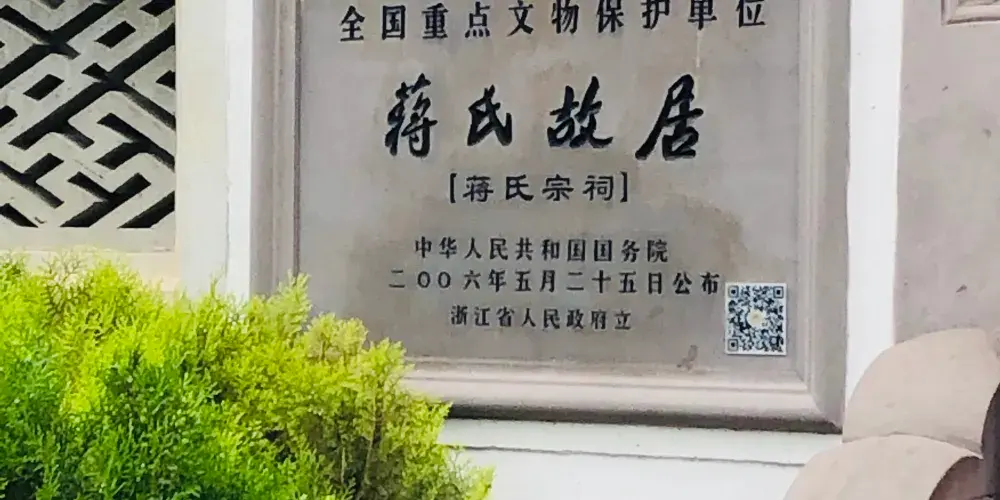 全国重点文物保护单位
蒋氏故居
[蒋氏宗祠]
中华人民共和国国务院
二〇〇六年五月二十五日公布
浙江省人民政府立